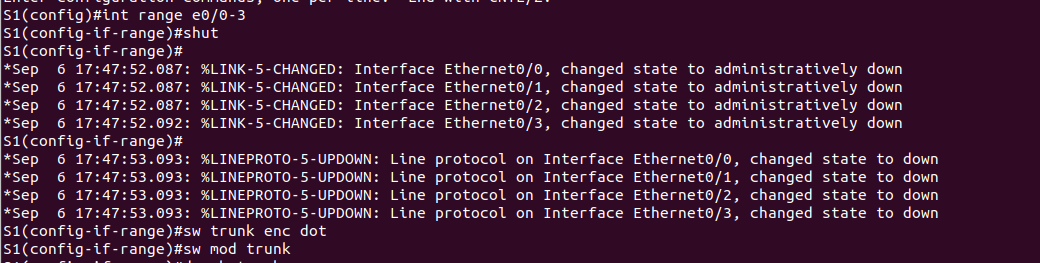 Enter configuration commands, one per line. End with CNTL/Z.
S1(config)#int range e0/0-3
S1(config-if-range)#shut
S1(config-if-range)#
*Sep  6 17:47:52.087: %LINK-5-CHANGED: Interface Ethernet0/0, changed state to administratively down
*Sep  6 17:47:52.087: %LINK-5-CHANGED: Interface Ethernet0/1, changed state to administratively down
*Sep  6 17:47:52.087: %LINK-5-CHANGED: Interface Ethernet0/2, changed state to administratively down
*Sep  6 17:47:52.092: %LINK-5-CHANGED: Interface Ethernet0/3, changed state to administratively down
S1(config-if-range)#
*Sep  6 17:47:53.093: %LINEPROTO-5-UPDOWN: Line protocol on Interface Ethernet0/0, changed state to down
*Sep  6 17:47:53.093: %LINEPROTO-5-UPDOWN: Line protocol on Interface Ethernet0/1, changed state to down
*Sep  6 17:47:53.093: %LINEPROTO-5-UPDOWN: Line protocol on Interface Ethernet0/2, changed state to down
*Sep  6 17:47:53.093: %LINEPROTO-5-UPDOWN: Line protocol on Interface Ethernet0/3, changed state to down
S1(config-if-range)#sw trunk enc dot
S1(config-if-range)#sw mod trunk